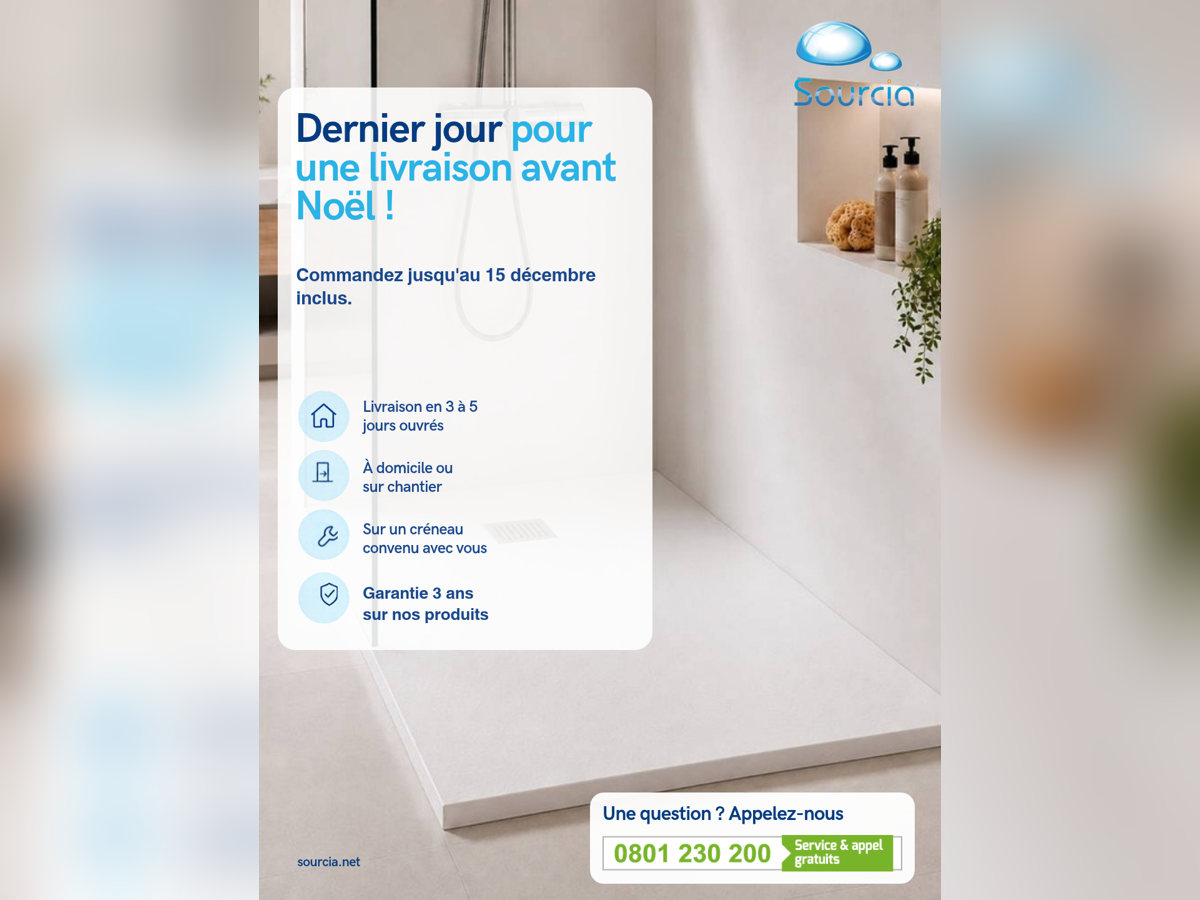 Sourcia
Dernier jour pour
une livraison avant
Noël !
Commandez jusqu'au 15 décembre
inclus.
Livraison en 3 à 5
jours ouvrés
À domicile ou
sur chantier
Sur un créneau
convenu avec vous
Garantie 3 ans
sur nos produits
Une question ? Appelez-nous
0801 230 200
Service & appel
gratuits
sourcia.net